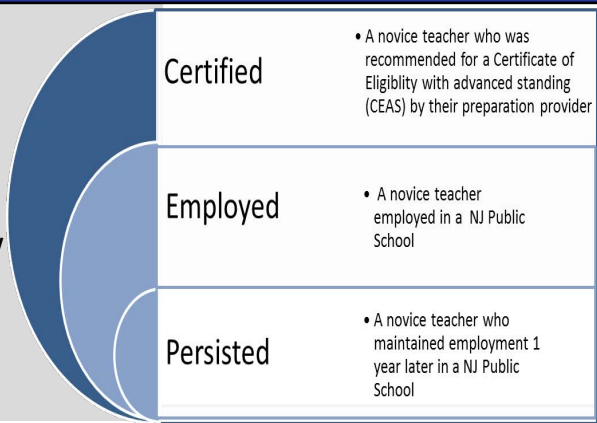 Certified
• A novice teacher who was
recommended for a Certificate of
Eligiblity with advanced standing
(CEAS) by their preparation provider
Employed
• A novice teacher
employed in a NJ Public
School
Persisted
• A novice teacher who
maintained employment 1
year later in a NJ Public
School